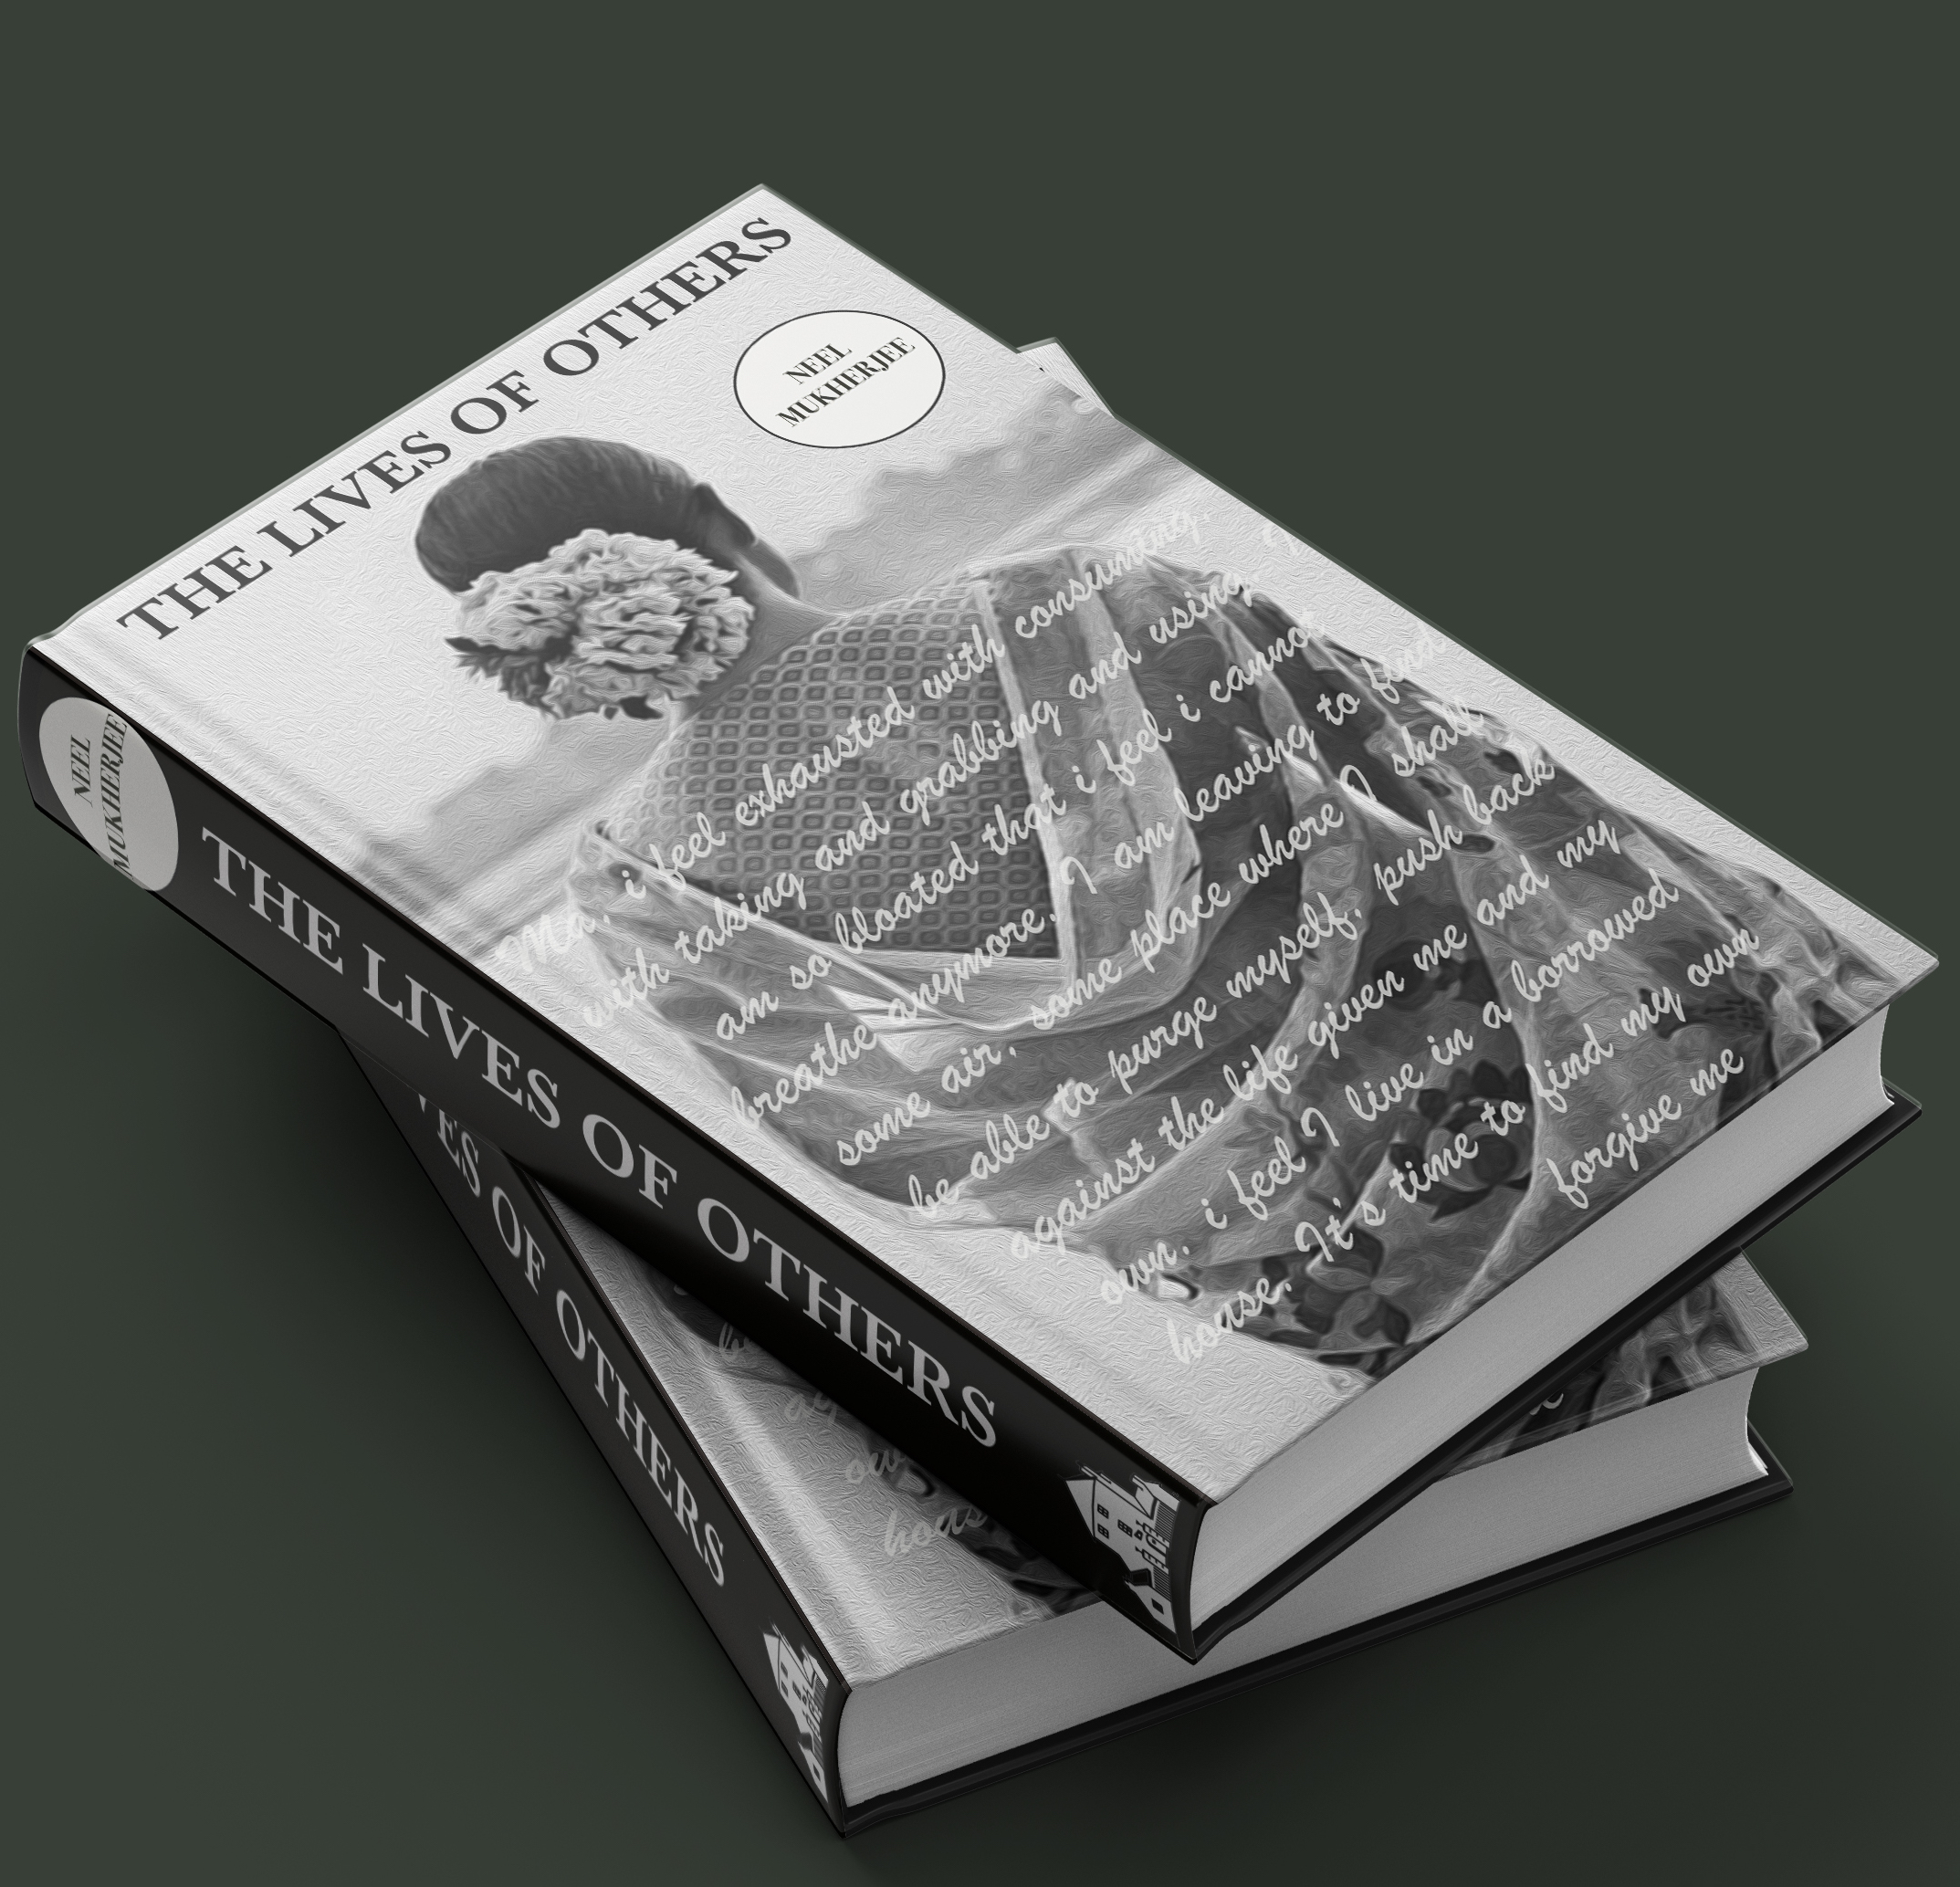 THE LIVES OF OTHERS
NEEL
MUKHERJEE
Ma. i feel exhausted with consuming.
with taking and grabbing and using.
am so bloated that i feel i cannot
breathe anymore. I am leaving to find
some air. some place where I shall
be able to purge myself. push back
against the life given me and my
own. i feel I live in a borrowed
house. It's time to find my own
forgive me
NEEL
MUKHERJEE
THE LIVES OF OTHERS
VES OF OTHERS
own
hous